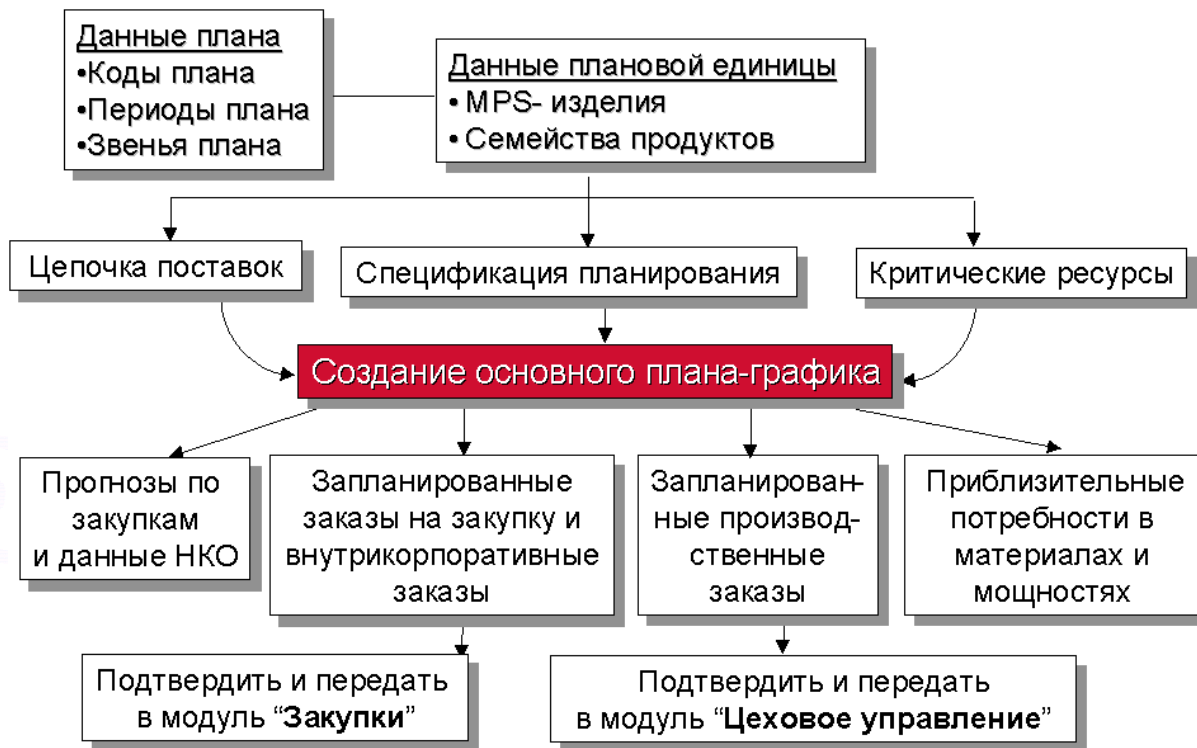 Данные плана
•Коды плана
•Периоды плана
•Звенья плана
Данные плановой единицы
• MPS- изделия
• Семейства продуктов
Цепочка поставок
Спецификация планирования
Критические ресурсы
Создание основного плана-графика
Прогнозы по
закупкам
и данные НКО
Запланированные
заказы на закупку и
внутрикорпоративные
заказы
Запланирован-
ные производ-
ственные
заказы
Приблизительные
потребности в
материалах и
мощностях
Подтвердить и передать
в модуль “Закупки”
Подтвердить и передать
в модуль “Цеховое управление”